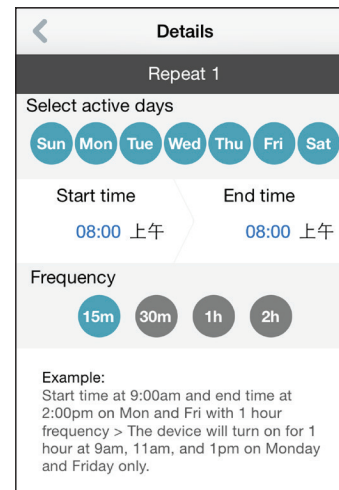 Details
Repeat 1
Select active days
Sun Mon Tue Wed Thu Fri Sat
Start time End time
08:00 上午 08:00 上午
Frequency
15m 30m 1h 2h
Example:
Start time at 9:00am and end time at
2:00pm on Mon and Fri with 1 hour
frequency > The device will turn on for 1
hour at 9am, 11am, and 1pm on Monday
and Friday only.